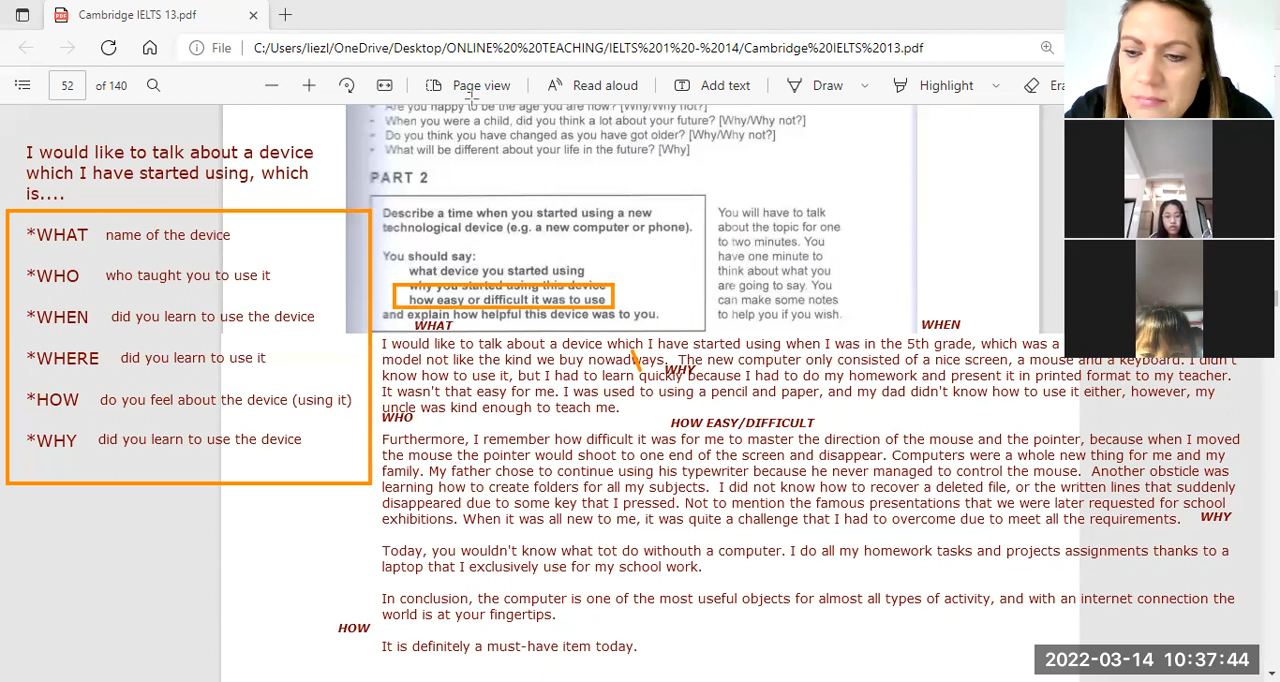 Cambridge IELTS 13.pdf
File C:/Users/liezl/OneDrive/Desktop/ONLINE%20%20TEACHING/IELTS%201%20-%2014/Cambridge%20IELTS%2013.pdf
52 of 140 Page view Read aloud Add text Draw Highlight Era
Are you happy to be the age you are now? [Why/Why not?]
When you were a child, did you think a lot about your future? [Why/Why not?]
Do you think you have changed as you have got older? [Why/Why not?]
What will be different about your life in the future? [Why]
PART 2
Describe a time when you started using a new
technological device (e.g. a new computer or phone).
You should say:
what device you started using
why you started using this device
how easy or difficult it was to use
and explain how helpful this device was to you.
You will have to talk
about the topic for one
to two minutes. You
have one minute to
think about what you
are going to say. You
can make some notes
to help you if you wish.
I would like to talk about a device
which I have started using, which
is....
*WHAT name of the device
*WHO who taught you to use it
*WHEN did you learn to use the device
*WHERE did you learn to use it
*HOW do you feel about the device (using it)
*WHY did you learn to use the device
WHAT WHEN
I would like to talk about a device which I have started using when I was in the 5th grade, which was a
model not like the kind we buy nowadways. The new computer only consisted of a nice screen, a mouse and a keyboard. I didn't
WHY
know how to use it, but I had to learn quickly because I had to do my homework and present it in printed format to my teacher.
It wasn't that easy for me. I was used to using a pencil and paper, and my dad didn't know how to use it either, however, my
uncle was kind enough to teach me.
WHO HOW EASY/DIFFICULT
Furthermore, I remember how difficult it was for me to master the direction of the mouse and the pointer, because when I moved
the mouse the pointer would shoot to one end of the screen and disappear. Computers were a whole new thing for me and my
family. My father chose to continue using his typewriter because he never managed to control the mouse. Another obsticle was
learning how to create folders for all my subjects. I did not know how to recover a deleted file, or the written lines that suddenly
disappeared due to some key that I pressed. Not to mention the famous presentations that we were later requested for school
exhibitions. When it was all new to me, it was quite a challenge that I had to overcome due to meet all the requirements. WHY
Today, you wouldn't know what tot do withouth a computer. I do all my homework tasks and projects assignments thanks to a
laptop that I exclusively use for my school work.
In conclusion, the computer is one of the most useful objects for almost all types of activity, and with an internet connection the
world is at your fingertips.
HOW
It is definitely a must-have item today.
2022-03-14 10:37:44